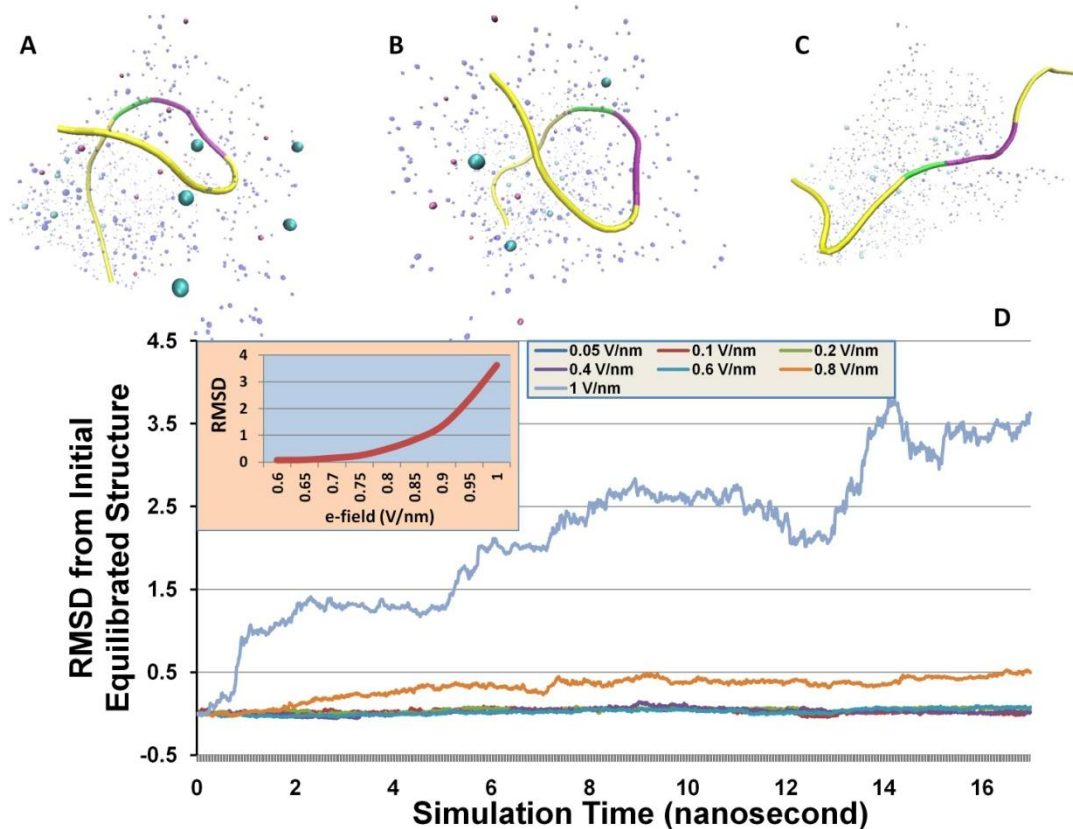 A
B
C
D
4.5
3.5
2.5
1.5
0.5
-0.5
RMSD from Initial
Equilibrated Structure
4
3
2
1
0
RMSD
0.6
0.65
0.7
0.75
0.8
0.85
0.9
0.95
1
e-field (V/nm)
0.05 V/nm 0.1 V/nm 0.2 V/nm
0.4 V/nm 0.6 V/nm 0.8 V/nm
1 V/nm
0 2 4 6 8 10 12 14 16
Simulation Time (nanosecond)